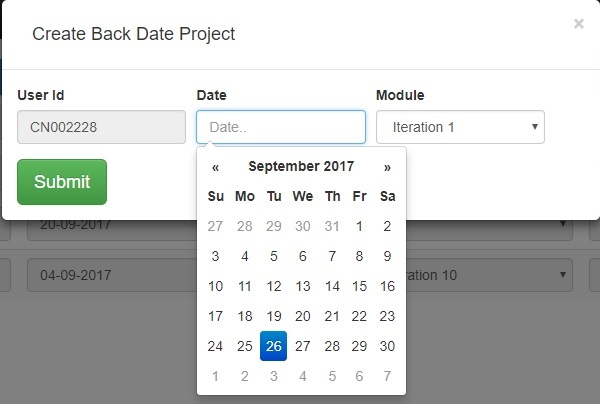 Create Back Date Project ×
User Id Date Module
CN002228 Date.. Iteration 1
Submit
« September 2017 »
Su Mo Tu We Th Fr Sa
27 28 29 30 31 1 2
3 4 5 6 7 8 9
10 11 12 13 14 15 16
17 18 19 20 21 22 23
24 25 26 27 28 29 30
1 2 3 4 5 6 7
20-09-2017
04-09-2017 ration 10